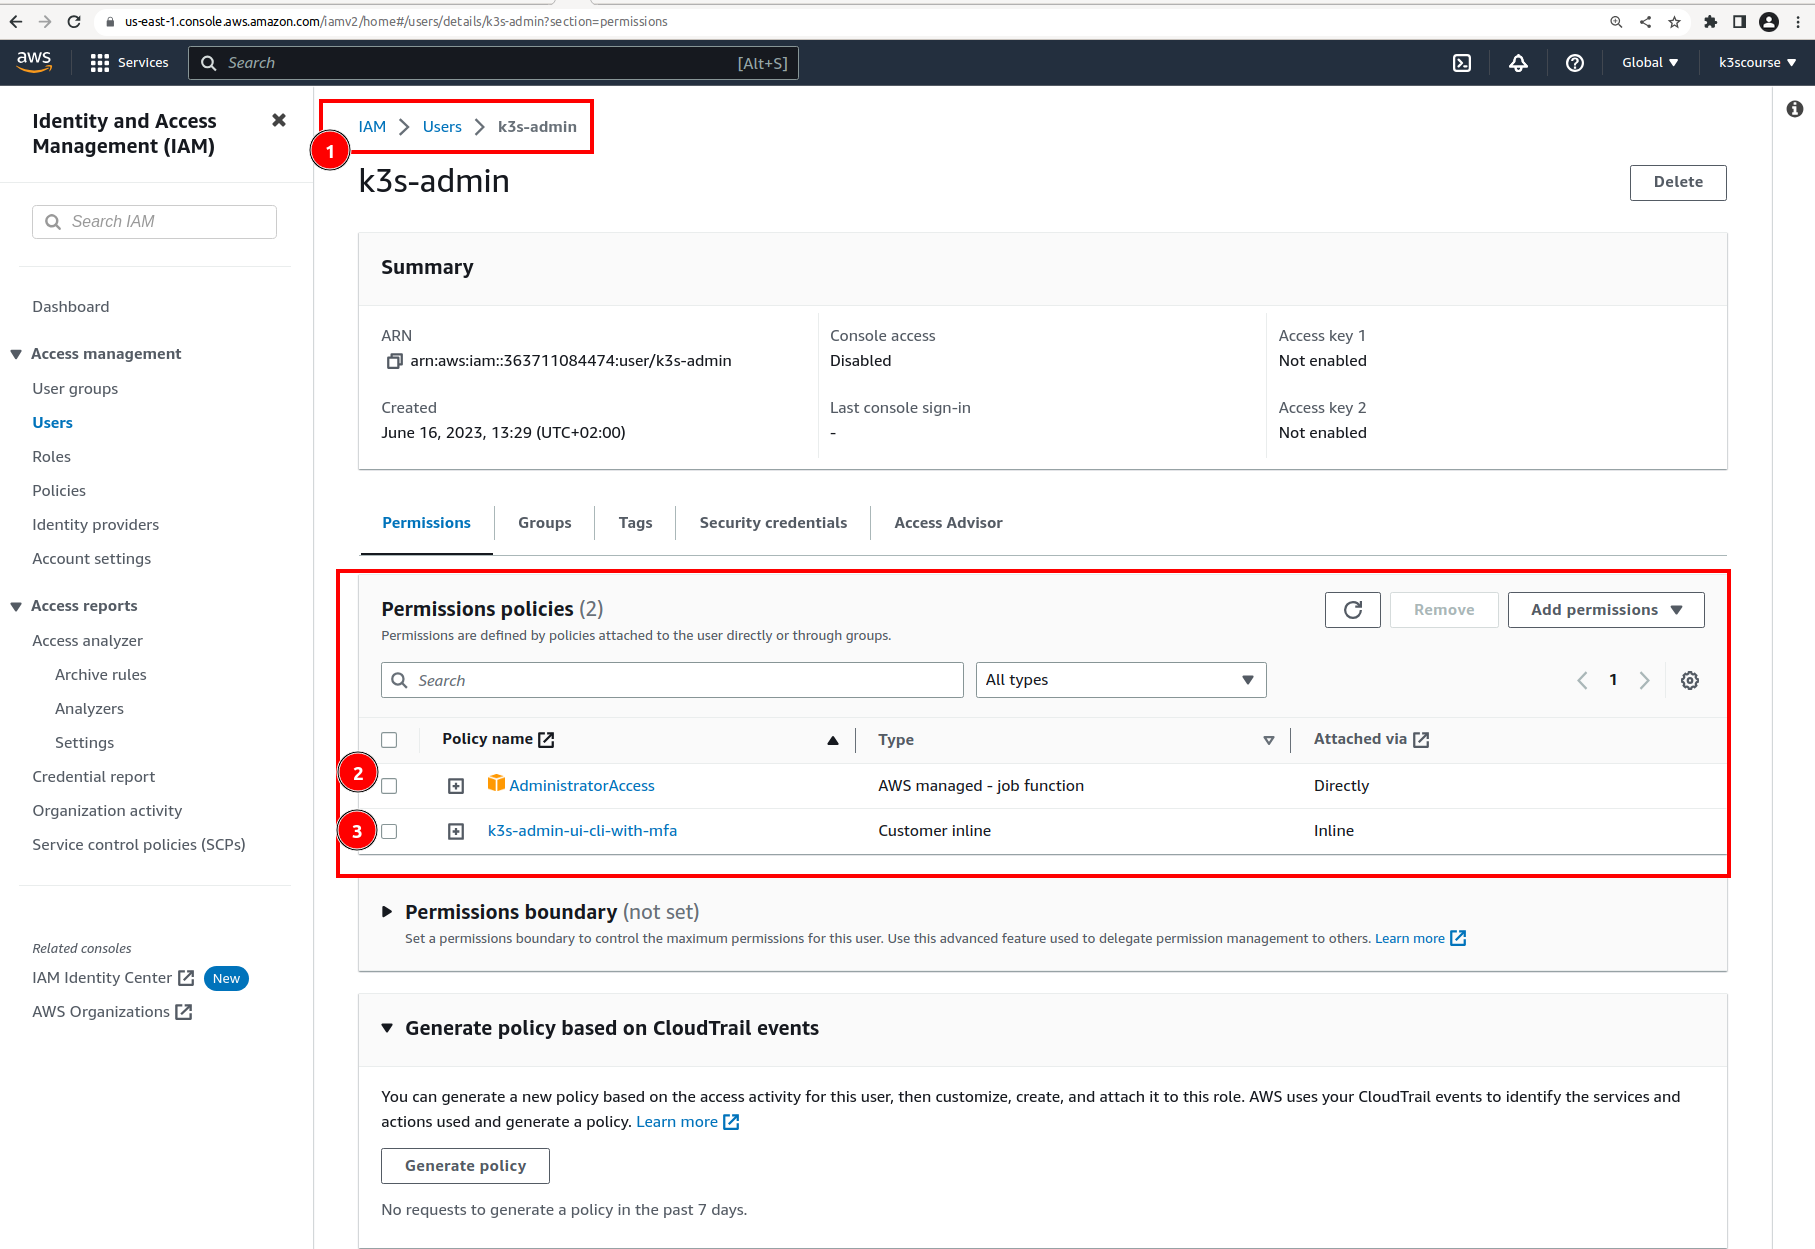 us-east-1.console.aws.amazon.com/iamv2/home#/users/details/k3s-admin?section=permissions
aws
Services
Search
[Alt+S]
Global
k3scourse
Identity and Access
Management (IAM)
Search IAM
Dashboard
Access management
User groups
Users
Roles
Policies
Identity providers
Account settings
Access reports
Access analyzer
Archive rules
Analyzers
Settings
Credential report
Organization activity
Service control policies (SCPs)
Related consoles
IAM Identity Center New
AWS Organizations
IAM > Users > k3s-admin
1
k3s-admin
Delete
Summary
ARN
arn:aws:iam::363711084474:user/k3s-admin
Console access
Disabled
Access key 1
Not enabled
Created
June 16, 2023, 13:29 (UTC+02:00)
Last console sign-in
-
Access key 2
Not enabled
Permissions
Groups
Tags
Security credentials
Access Advisor
Permissions policies (2)
Permissions are defined by policies attached to the user directly or through groups.
Remove
Add permissions
Search
All types
1
Policy name
Type
Attached via
2
AdministratorAccess
AWS managed - job function
Directly
3
k3s-admin-ui-cli-with-mfa
Customer inline
Inline
Permissions boundary (not set)
Set a permissions boundary to control the maximum permissions for this user. Use this advanced feature used to delegate permission management to others. Learn more
Generate policy based on CloudTrail events
You can generate a new policy based on the access activity for this user, then customize, create, and attach it to this role. AWS uses your CloudTrail events to identify the services and
actions used and generate a policy. Learn more
Generate policy
No requests to generate a policy in the past 7 days.